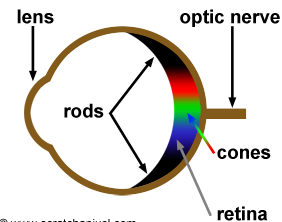 lens
optic nerve
rods
cones
retina